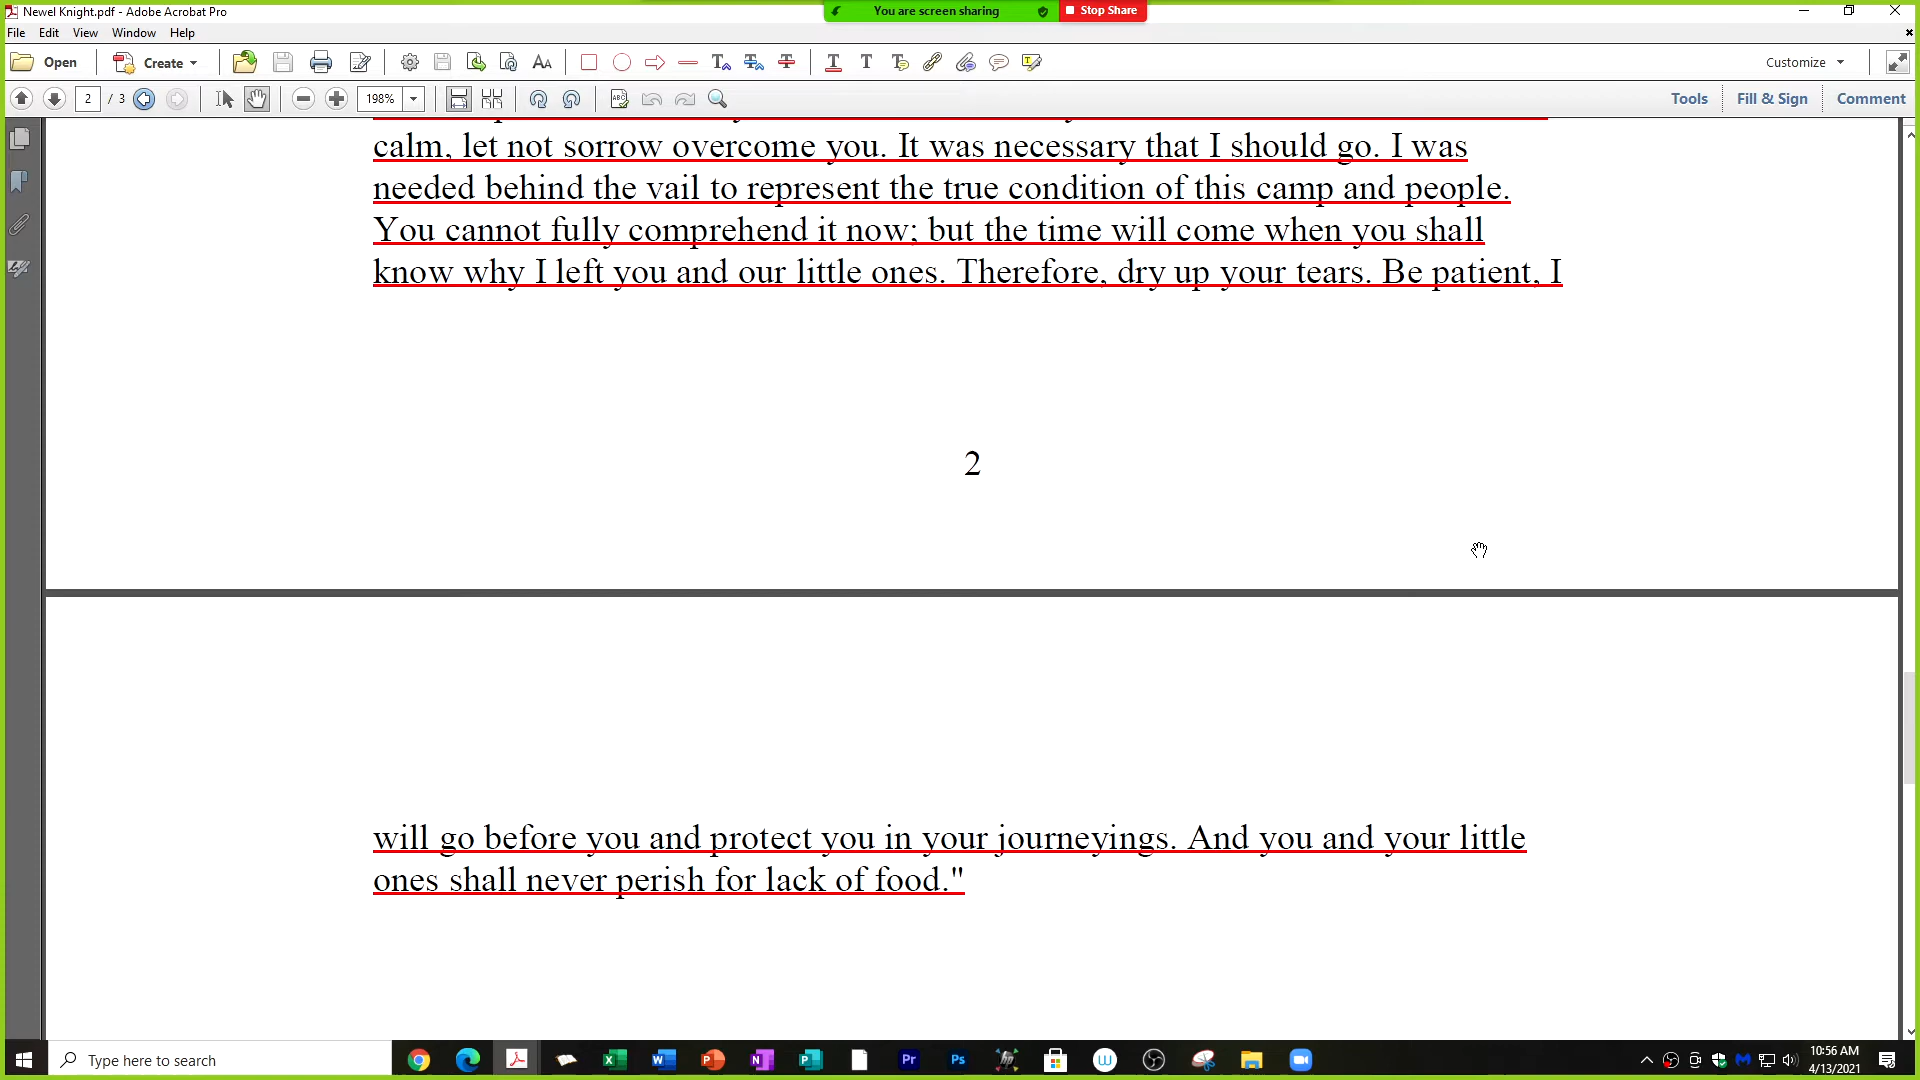 Newel Knight.pdf - Adobe Acrobat Pro
You are screen sharing
Stop Share
File Edit View Window Help
Open
Create
Customize
2 / 3
198%
Tools
Fill & Sign
Comment
calm, let not sorrow overcome you. It was necessary that I should go. I was
needed behind the vail to represent the true condition of this camp and people.
You cannot fully comprehend it now; but the time will come when you shall
know why I left you and our little ones. Therefore, dry up your tears. Be patient, I
2
will go before you and protect you in your journeyings. And you and your little
ones shall never perish for lack of food."
Type here to search
10:56 AM
4/13/2021